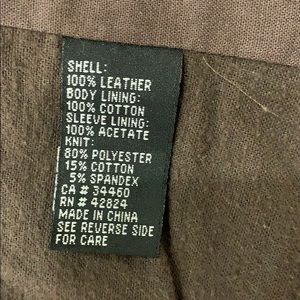 SHELL:
100% LEATHER
BODY LINING:
100% COTTON
SLEEVE LINING:
100% ACETATE
KNIT:
80% POLYESTER
15% COTTON
5% SPANDEX
CA # 34460
RN # 42824
MADE IN CHINA
SEE REVERSE SIDE
FOR CARE